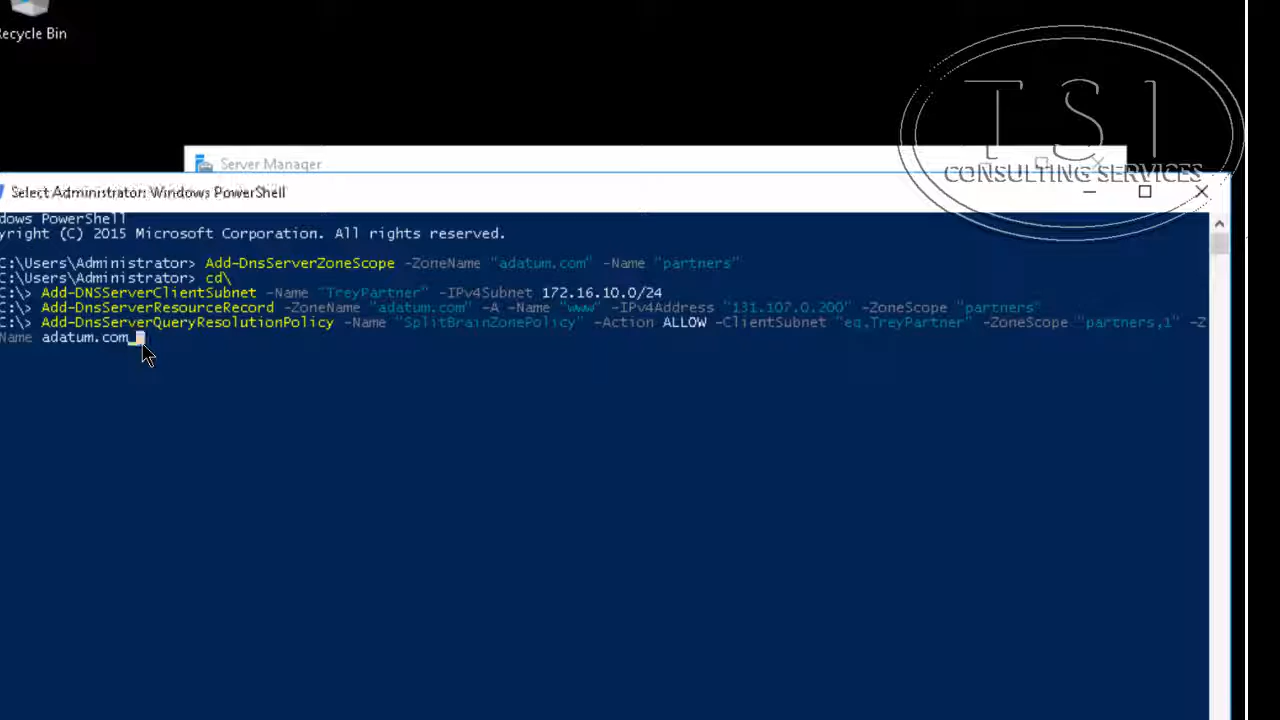 ecycle Bin
T S I
CONSULTING SERVICES
Server Manager
Select Administrator: Windows PowerShell
dows PowerShell
yright (C) 2015 Microsoft Corporation. All rights reserved.
C:\Users\Administrator> Add-DnsServerZoneScope -ZoneName "adatum.com" -Name "partners"
C:\Users\Administrator> cd\
C:\> Add-DNSServerClientSubnet -Name "TreyPartner" -IPv4Subnet 172.16.10.0/24
C:\> Add-DnsServerResourceRecord -ZoneName "adatum.com" -A -Name "www" -IPv4Address "131.107.0.200" -ZoneScope "partners"
C:\> Add-DnsServerQueryResolutionPolicy -Name "SplitBrainZonePolicy" -Action ALLOW -ClientSubnet "eq,TreyPartner" -ZoneScope "partners,1" -Z
Name adatum.com_